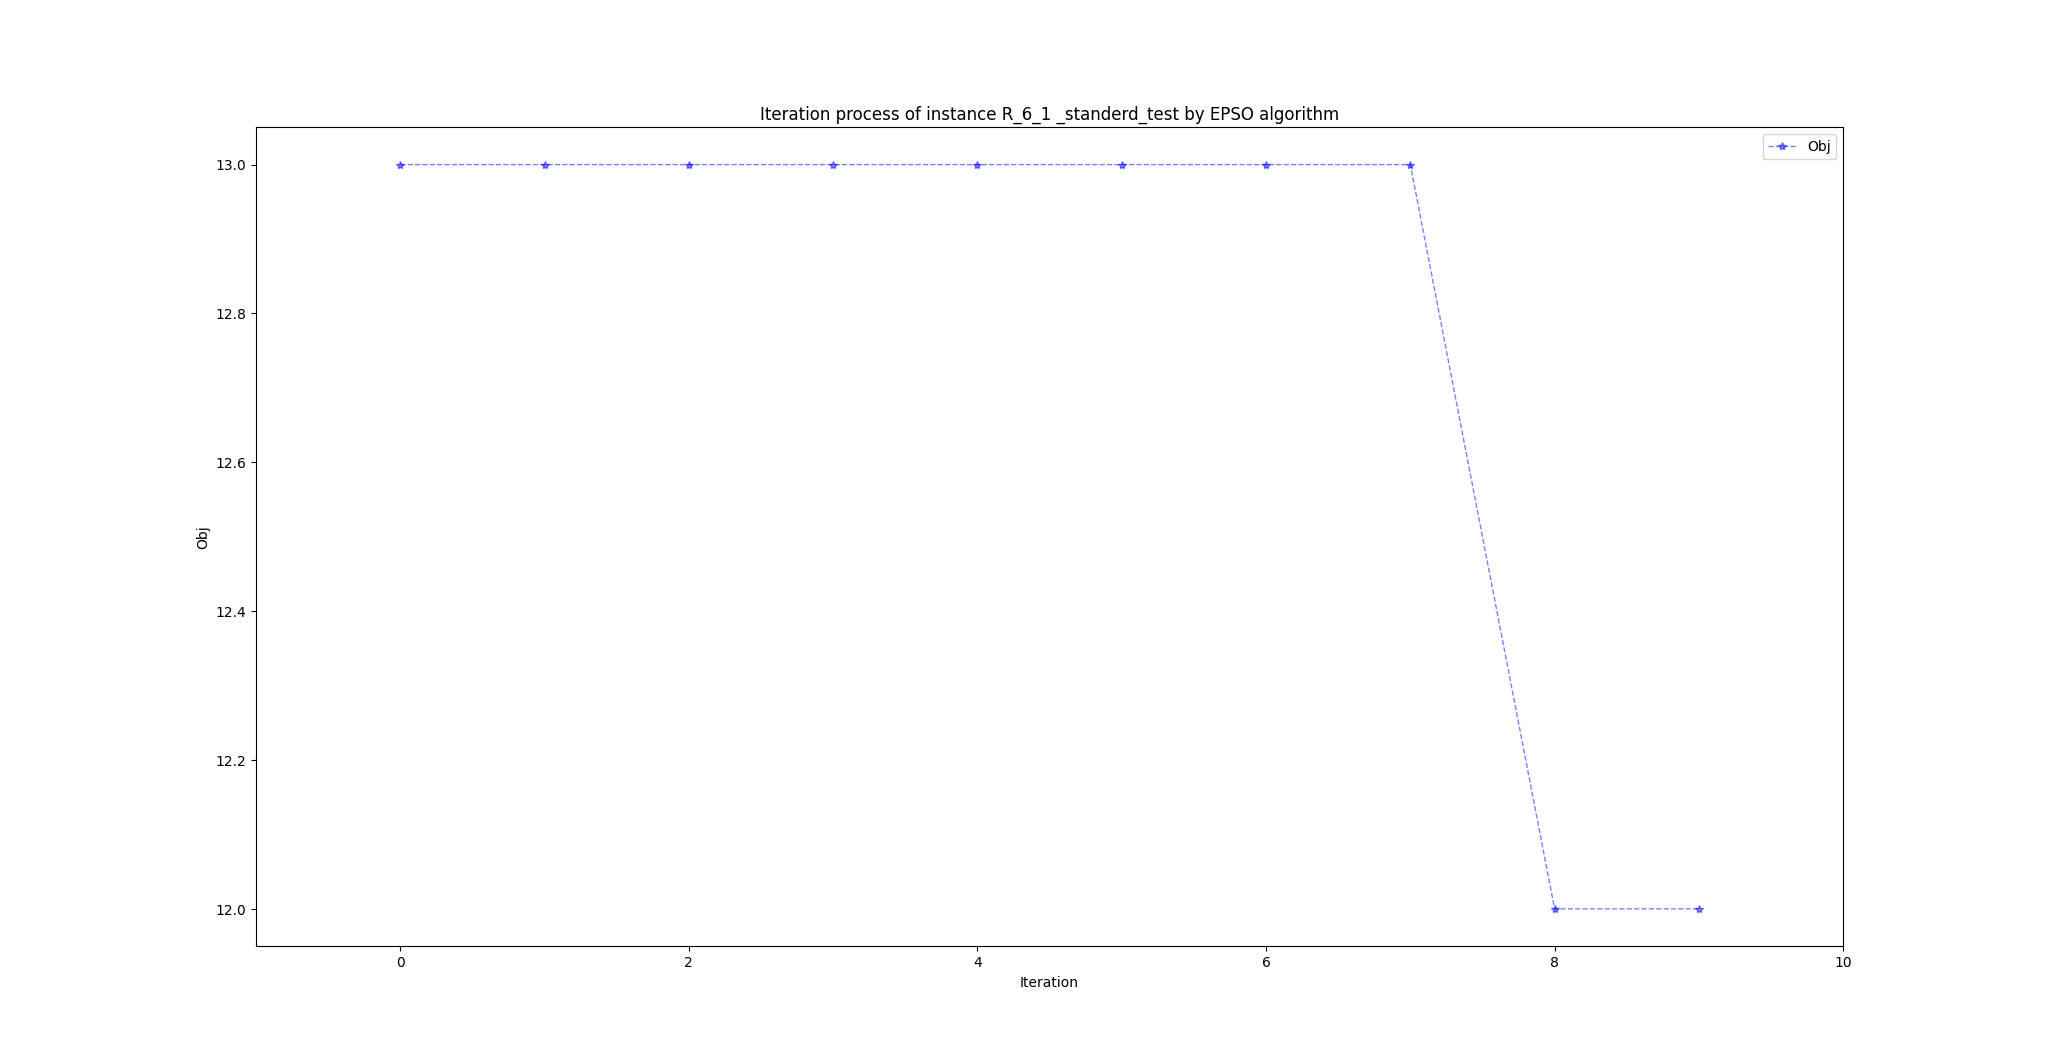 Iteration process of instance R_6_1 _standerd_test by EPSO algorithm
Obj
13.0
12.8
12.6
12.4
12.2
12.0
Obj
0 2 4 6 8 10
Iteration